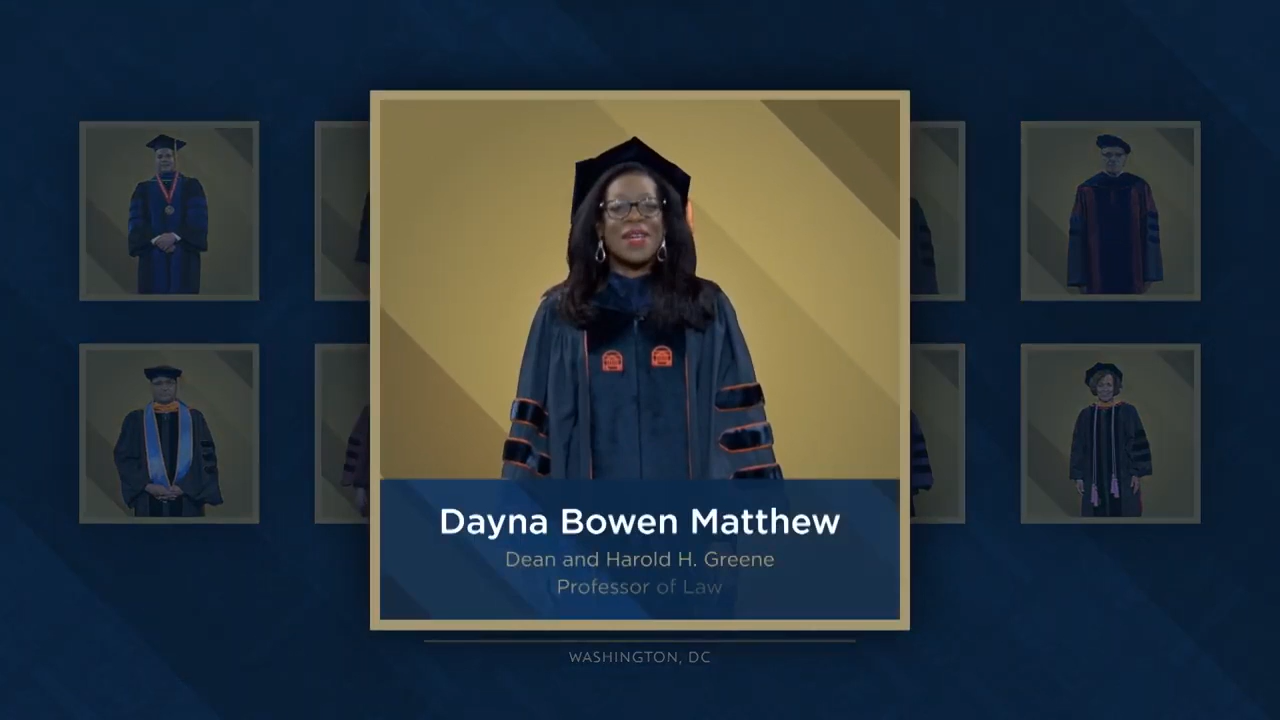 Dayna Bowen Matthew
Dean and Harold H. Greene
Professor of Law
WASHINGTON, DC